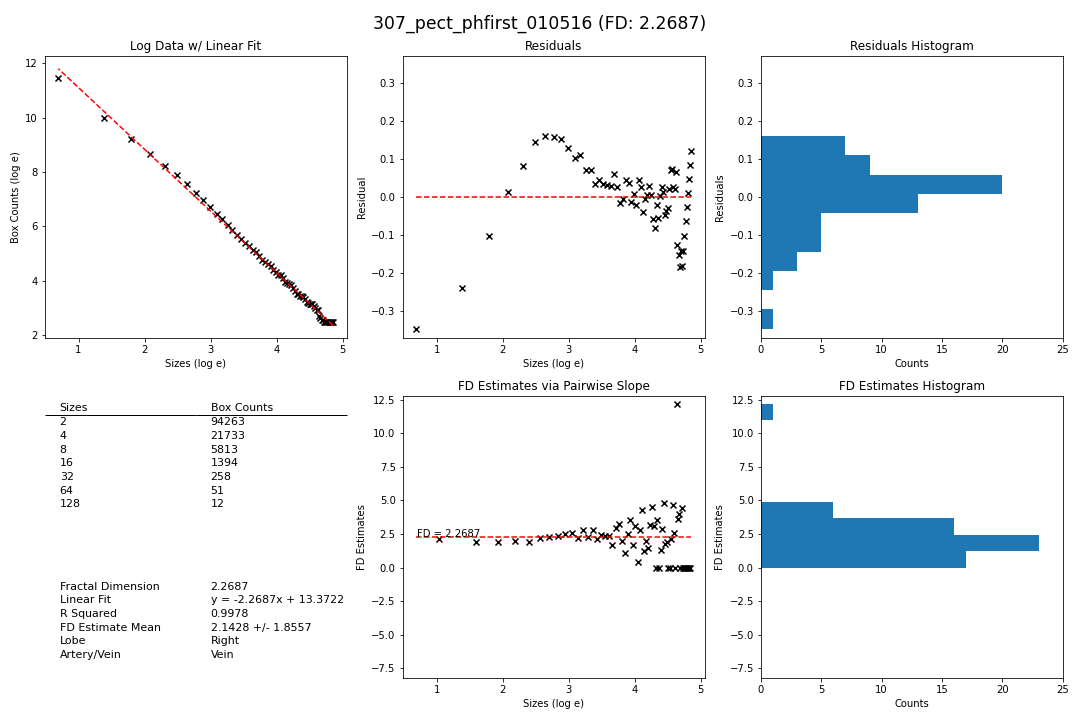 307_pect_phfirst_010516 (FD: 2.2687)
Log Data w/ Linear Fit
12
10
8
6
4
2
Box Counts (log e)
1 2 3 4 5
Sizes (log e)
Residuals
0.3
0.2
0.1
0.0
−0.1
−0.2
−0.3
Residual
1 2 3 4 5
Sizes (log e)
Residuals Histogram
0.3
0.2
0.1
0.0
−0.1
−0.2
−0.3
Residuals
0 5 10 15 20 25
Counts
Sizes Box Counts
2 94263
4 21733
8 5813
16 1394
32 258
64 51
128 12
Fractal Dimension 2.2687
Linear Fit y = -2.2687x + 13.3722
R Squared 0.9978
FD Estimate Mean 2.1428 +/- 1.8557
Lobe Right
Artery/Vein Vein
FD Estimates via Pairwise Slope
12.5
10.0
7.5
5.0
2.5
0.0
−2.5
−5.0
−7.5
FD Estimates
FD = 2.2687
1 2 3 4 5
Sizes (log e)
FD Estimates Histogram
12.5
10.0
7.5
5.0
2.5
0.0
−2.5
−5.0
−7.5
FD Estimates
0 5 10 15 20 25
Counts